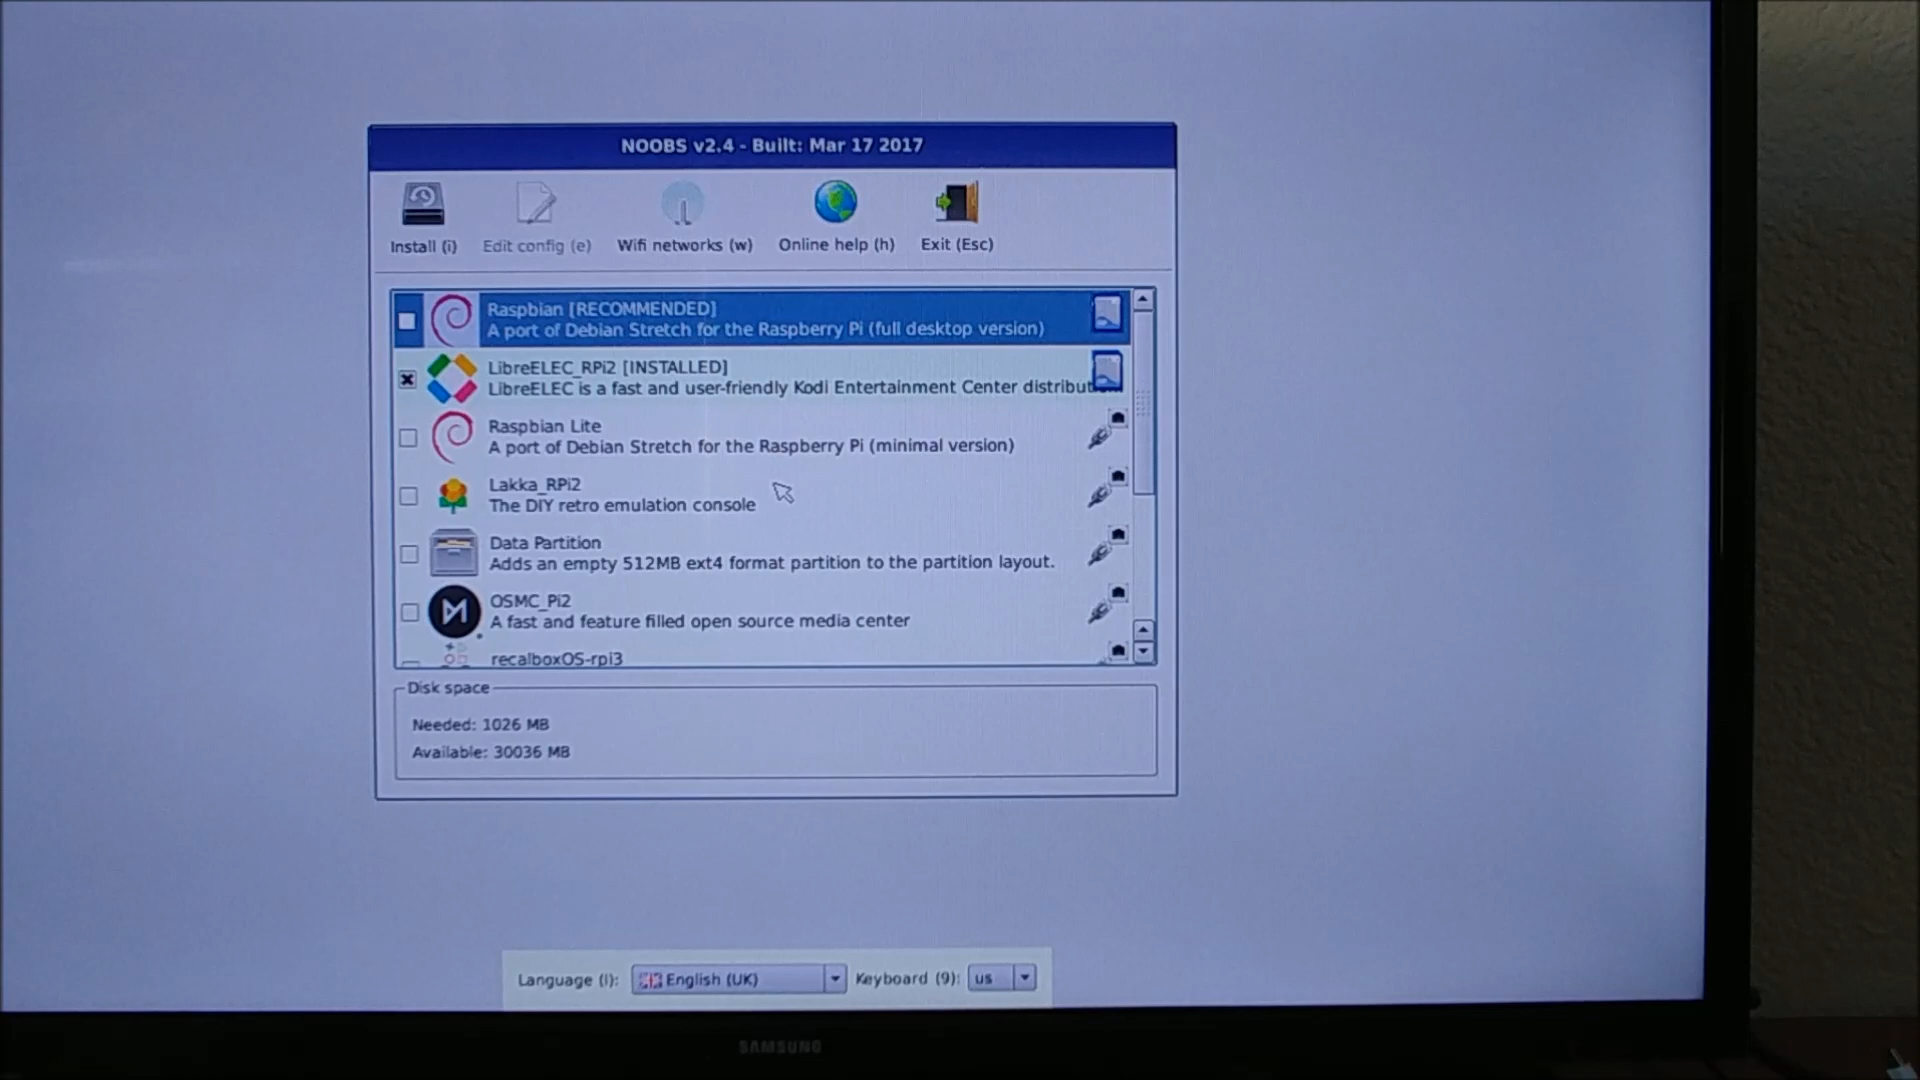 NOOBS v2.4 - Built: Mar 17 2017
Install (i) Edit config (e) Wifi networks (w) Online help (h) Exit (Esc)
Raspbian [RECOMMENDED]
A port of Debian Stretch for the Raspberry Pi (full desktop version)
LibreELEC_RPi2 [INSTALLED]
LibreELEC is a fast and user-friendly Kodi Entertainment Center distribut
Raspbian Lite
A port of Debian Stretch for the Raspberry Pi (minimal version)
Lakka_RPi2
The DIY retro emulation console
Data Partition
Adds an empty 512MB ext4 format partition to the partition layout.
OSMC_Pi2
A fast and feature filled open source media center
recalboxOS-rpi3
Disk space
Needed: 1026 MB
Available: 30036 MB
Language (l): English (UK) Keyboard (9): us
SAMSUNG